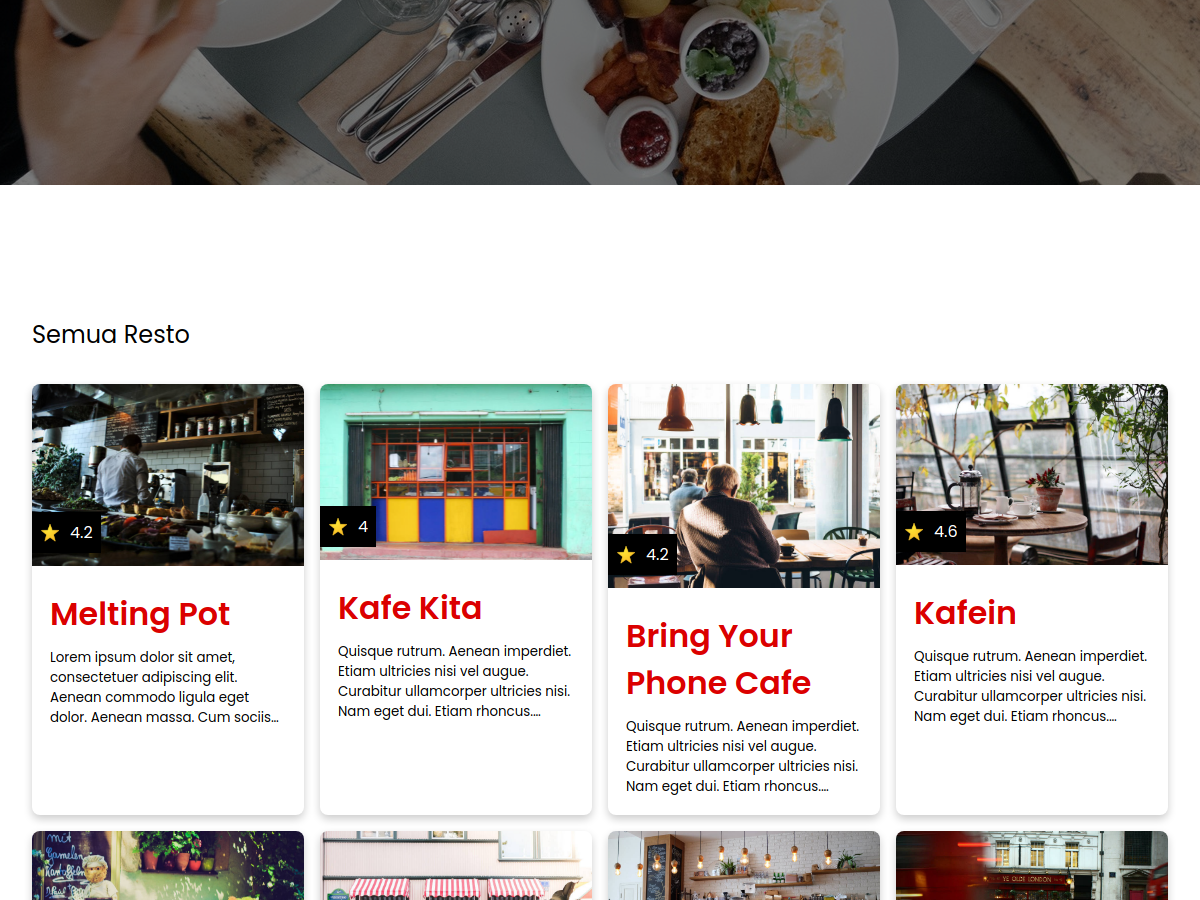 Semua Resto
4.2
4
4.2
4.6
Melting Pot
Lorem ipsum dolor sit amet,
consectetuer adipiscing elit.
Aenean commodo ligula eget
dolor. Aenean massa. Cum sociis…
Kafe Kita
Quisque rutrum. Aenean imperdiet.
Etiam ultricies nisi vel augue.
Curabitur ullamcorper ultricies nisi.
Nam eget dui. Etiam rhoncus.…
Bring Your
Phone Cafe
Quisque rutrum. Aenean imperdiet.
Etiam ultricies nisi vel augue.
Curabitur ullamcorper ultricies nisi.
Nam eget dui. Etiam rhoncus.…
Kafein
Quisque rutrum. Aenean imperdiet.
Etiam ultricies nisi vel augue.
Curabitur ullamcorper ultricies nisi.
Nam eget dui. Etiam rhoncus.…
mit
YE OLDE LONDON